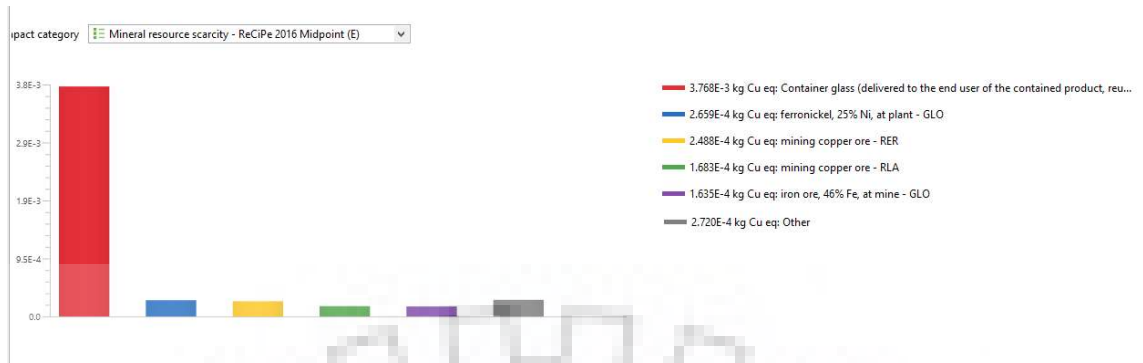 pact category Mineral resource scarcity - ReCiPe 2016 Midpoint (E)
3.8E-3
2.9E-3
1.9E-3
9.5E-4
0.0
3.768E-3 kg Cu eq: Container glass (delivered to the end user of the contained product, reu...
2.659E-4 kg Cu eq: ferronickel, 25% Ni, at plant - GLO
2.488E-4 kg Cu eq: mining copper ore - RER
1.683E-4 kg Cu eq: mining copper ore - RLA
1.635E-4 kg Cu eq: iron ore, 46% Fe, at mine - GLO
2.720E-4 kg Cu eq: Other